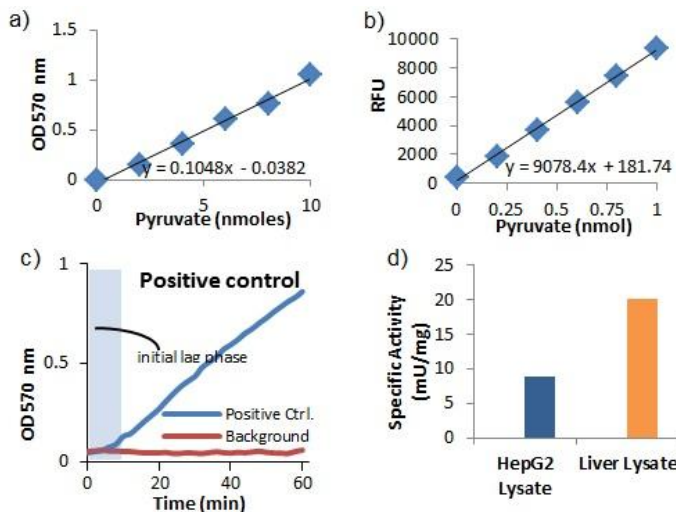 a)
1.5
1
0.5
0
OD570 nm
y = 0.1048x - 0.0382
0 5 10
Pyruvate (nmoles)
b)
10000
8000
6000
4000
2000
0
RFU
y = 9078.4x + 181.74
0 0.25 0.5 0.75 1
Pyruvate (nmol)
c)
Positive control
1
0.5
0
OD570 nm
initial lag phase
Positive Ctrl.
Background
0 20 40 60
Time (min)
d)
25
20
15
10
5
0
Specific Activity
(mU/mg)
HepG2
Lysate
Liver Lysate